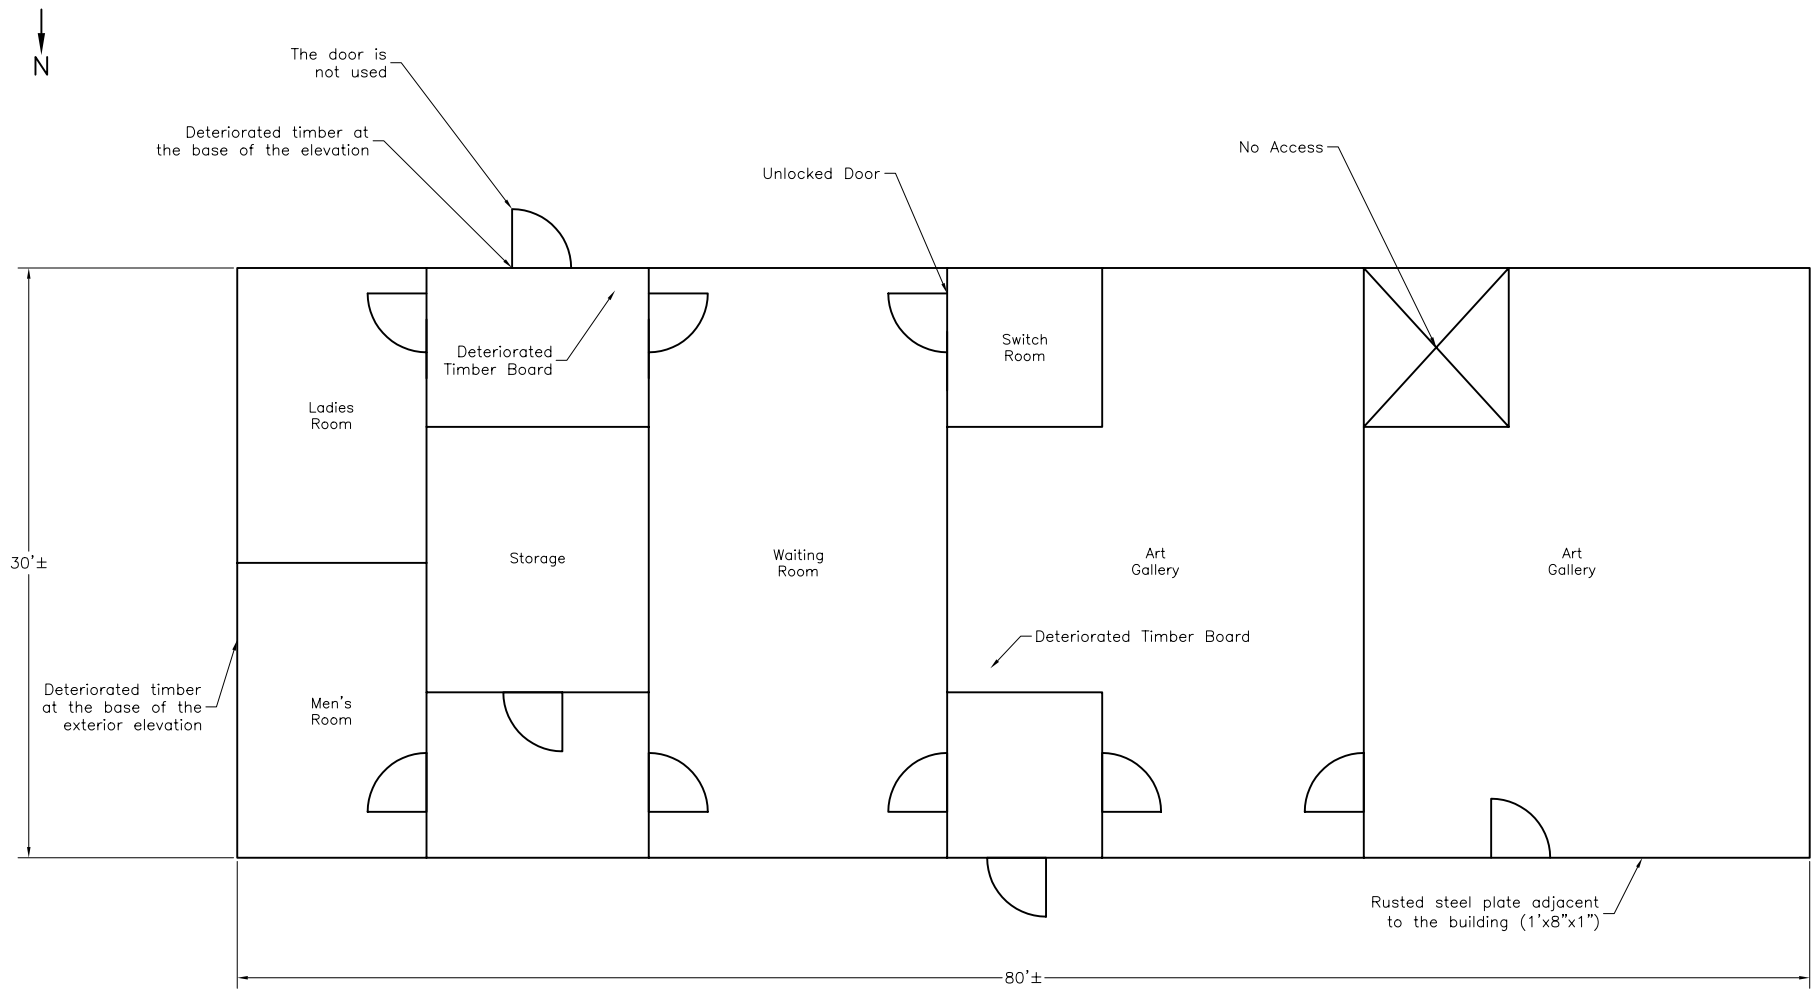 N
The door is
not used
Deteriorated timber at
the base of the elevation
Unlocked Door
No Access
Deteriorated
Timber Board
Switch
Room
Ladies
Room
30'±
Storage
Waiting
Room
Art
Gallery
Art
Gallery
Deteriorated Timber Board
Deteriorated timber
at the base of the
exterior elevation
Men's
Room
Rusted steel plate adjacent
to the building (1'x8"x1")
80'±